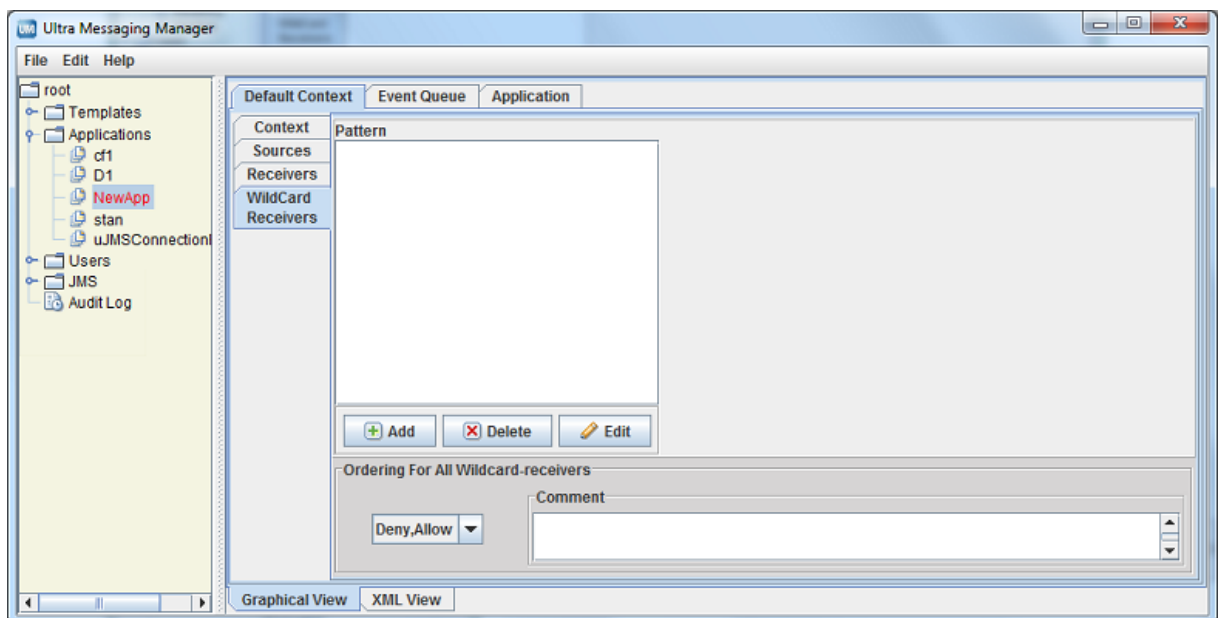 UM Ultra Messaging Manager
File Edit Help
root
Templates
Applications
cf1
D1
NewApp
stan
uJMSConnectionI
Users
JMS
Audit Log
Default Context Event Queue Application
Context
Sources
Receivers
WildCard
Receivers
Pattern
Add Delete Edit
Ordering For All Wildcard-receivers
Deny,Allow
Comment
Graphical View XML View